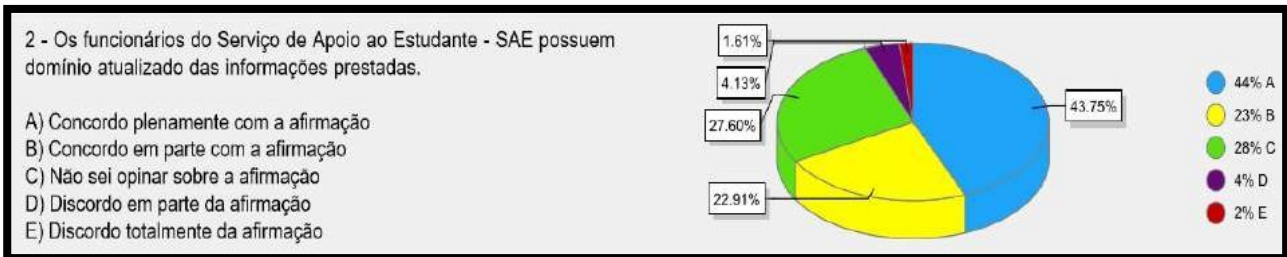 2 - Os funcionários do Serviço de Apoio ao Estudante - SAE possuem
domínio atualizado das informações prestadas.
A) Concordo plenamente com a afirmação
B) Concordo em parte com a afirmação
C) Não sei opinar sobre a afirmação
D) Discordo em parte da afirmação
E) Discordo totalmente da afirmação
1.61%
4.13%
27.60%
22.91%
43.75%
44% A
23% B
28% C
4% D
2% E